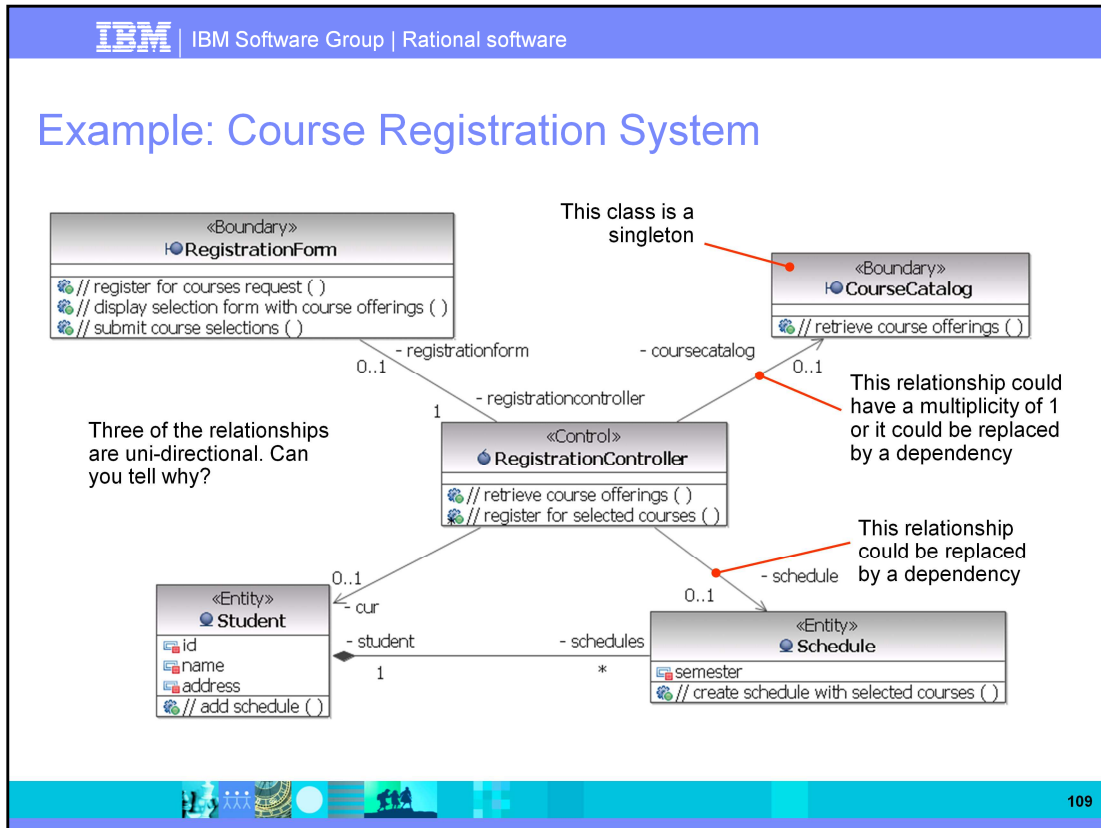 IBM | IBM Software Group | Rational software
Example: Course Registration System
«Boundary»
RegistrationForm
// register for courses request ( )
// display selection form with course offerings ( )
// submit course selections ( )
This class is a
singleton
«Boundary»
CourseCatalog
// retrieve course offerings ( )
- registrationform
0..1
- coursecatalog
0..1
- registrationcontroller
1
This relationship could
have a multiplicity of 1
or it could be replaced
by a dependency
Three of the relationships
are uni-directional. Can
you tell why?
«Control»
RegistrationController
// retrieve course offerings ( )
// register for selected courses ( )
This relationship
could be replaced
by a dependency
0..1
- cur
- schedule
0..1
«Entity»
Student
id
name
address
// add schedule ( )
- student
1
- schedules
*
«Entity»
Schedule
semester
// create schedule with selected courses ( )
109